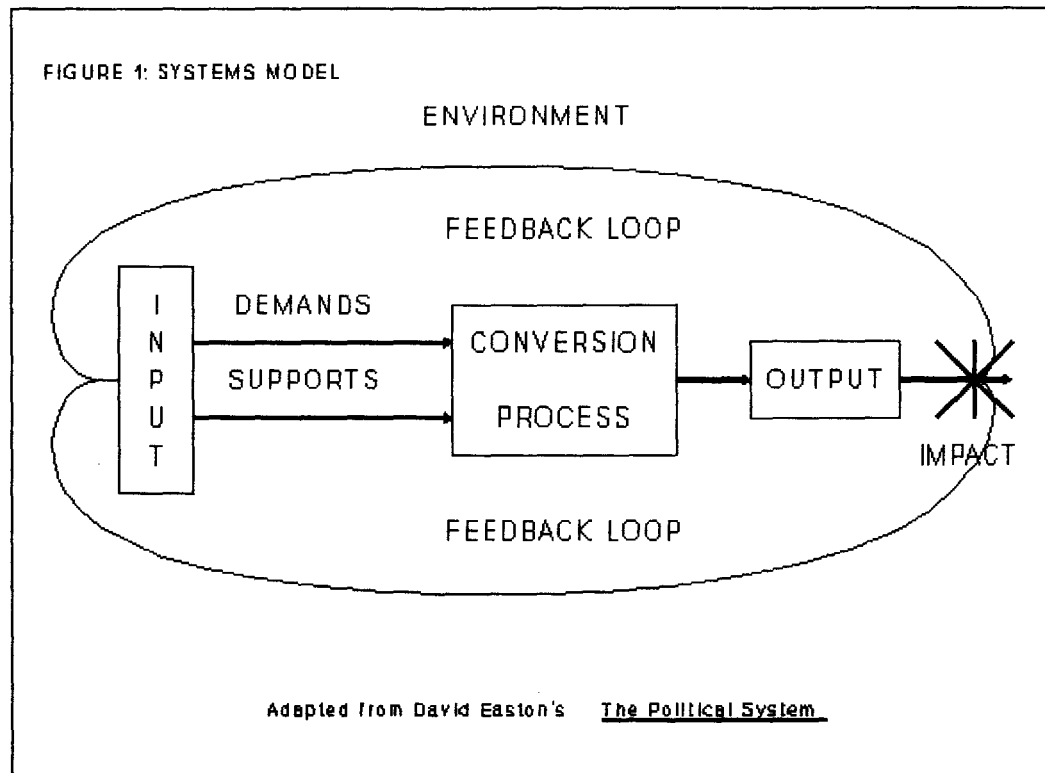 FIGURE 1: SYSTEMS MODEL
ENVIRONMENT
FEEDBACK LOOP
INPUT
DEMANDS
SUPPORTS
CONVERSION
PROCESS
OUTPUT
IMPACT
FEEDBACK LOOP
Adapted from David Easton's The Political System